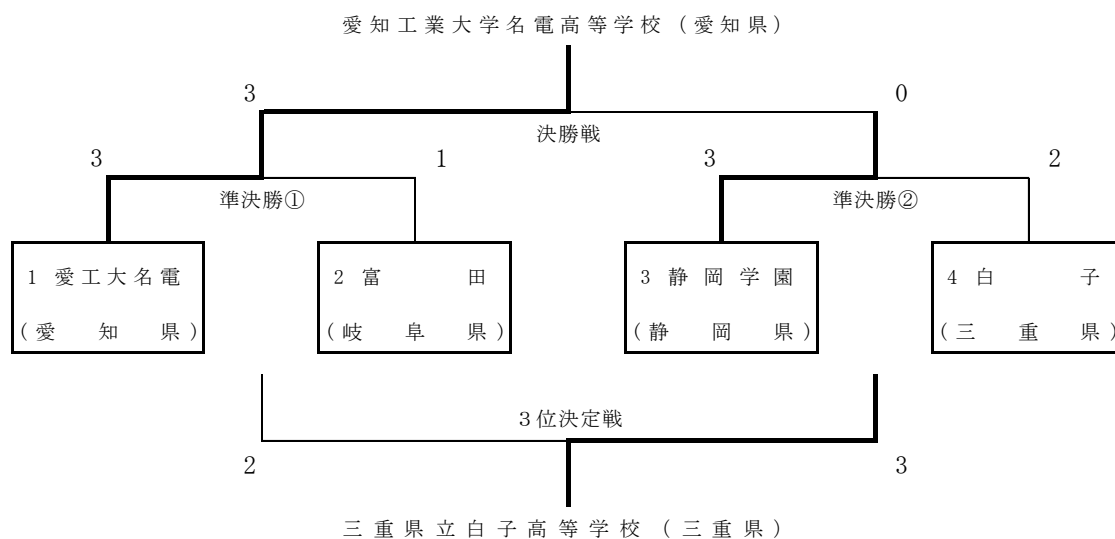 愛知工業大学名電高等学校（愛知県）
3 0
決勝戦
3 1 3 2
準決勝① 準決勝②
1 愛工大名電 2 富田 3 静岡学園 4 白子
(愛知県) (岐阜県) (静岡県) (三重県)
３位決定戦
2 3
三重県立白子高等学校（三重県）